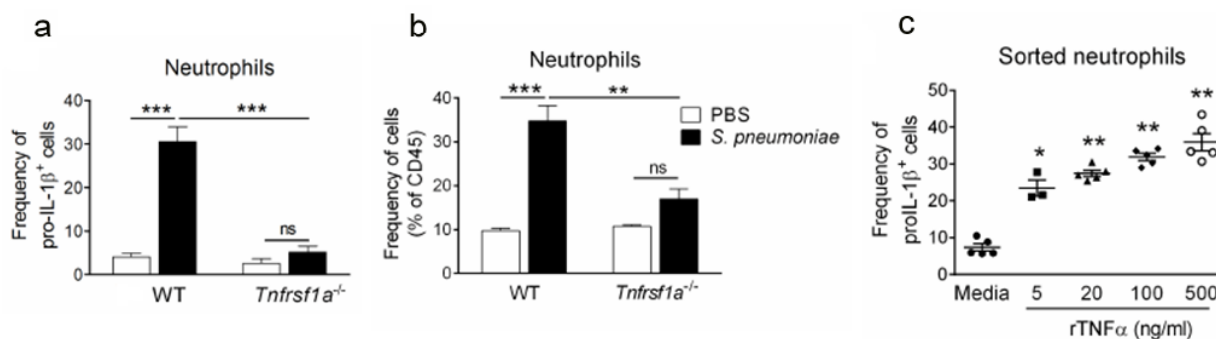 a
Neutrophils
Frequency of
pro-IL-1β⁺ cells
40
30
20
10
0
***
***
ns
WT
Tnfrsf1a⁻/⁻
b
Neutrophils
Frequency of cells
(% of CD45)
40
30
20
10
0
***
**
ns
PBS
S. pneumoniae
WT
Tnfrsf1a⁻/⁻
c
Sorted neutrophils
Frequency of
proIL-1β⁺ cells
50
40
30
20
10
0
*
**
**
**
Media
5
20
100
500
rTNFα (ng/ml)